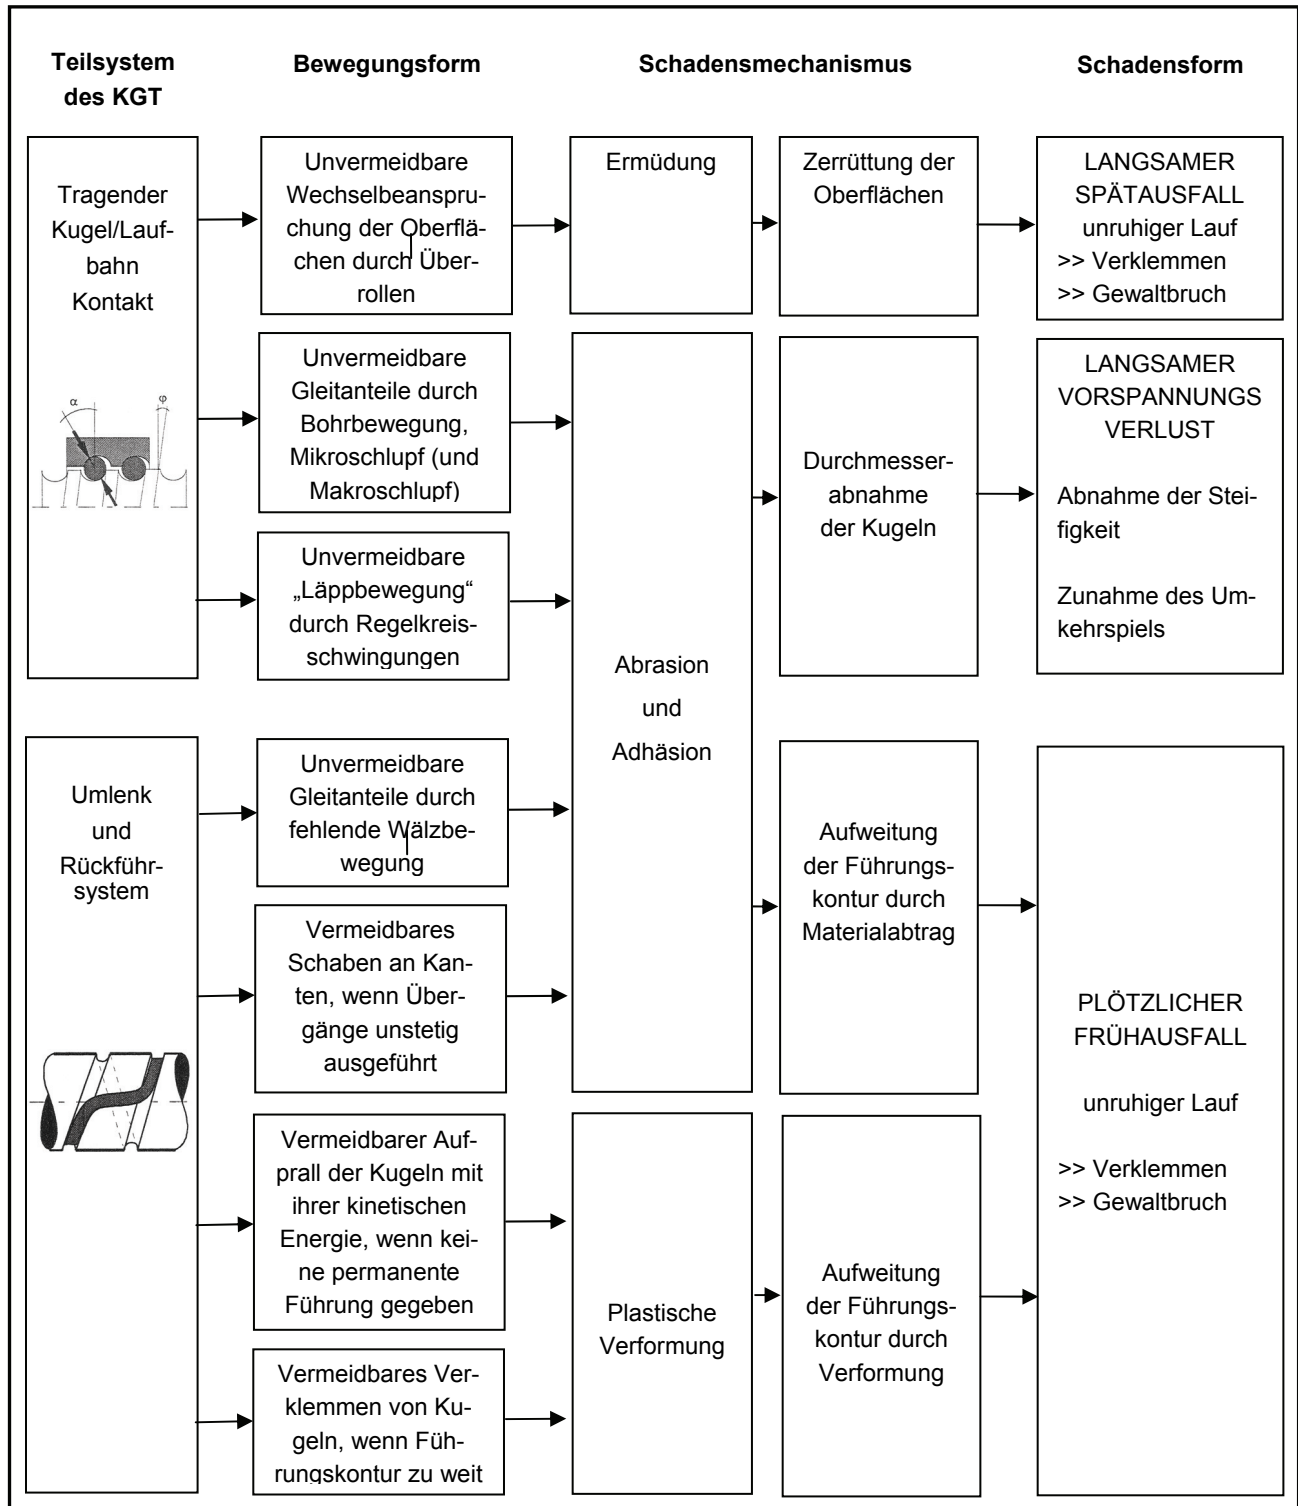 Teilsystem
des KGT
Bewegungsform
Schadensmechanismus
Schadensform
Tragender
Kugel/Lauf-
bahn
Kontakt
α
φ
Unvermeidbare
Wechselbeanspru-
chung der Oberflä-
chen durch Über-
rollen
Ermüdung
Zerrüttung der
Oberflächen
LANGSAMER
SPÄTAUSFALL
unruhiger Lauf
>> Verklemmen
>> Gewaltbruch
Unvermeidbare
Gleitanteile durch
Bohrbewegung,
Mikroschlupf (und
Makroschlupf)
Unvermeidbare
„Läppbewegung“
durch Regelkreis-
schwingungen
Abrasion
und
Adhäsion
Durchmesser-
abnahme
der Kugeln
LANGSAMER
VORSPANNUNGS
VERLUST
Abnahme der Stei-
figkeit
Zunahme des Um-
kehrspiels
Umlenk
und
Rückführ-
system
Unvermeidbare
Gleitanteile durch
fehlende Wälzbe-
wegung
Vermeidbares
Schaben an Kan-
ten, wenn Über-
gänge unstetig
ausgeführt
Aufweitung
der Führungs-
kontur durch
Materialabtrag
Vermeidbarer Auf-
prall der Kugeln mit
ihrer kinetischen
Energie, wenn kei-
ne permanente
Führung gegeben
Vermeidbares Ver-
klemmen von Ku-
geln, wenn Füh-
rungskontur zu weit
Plastische
Verformung
Aufweitung
der Führungs-
kontur durch
Verformung
PLÖTZLICHER
FRÜHAUSFALL
unruhiger Lauf
>> Verklemmen
>> Gewaltbruch